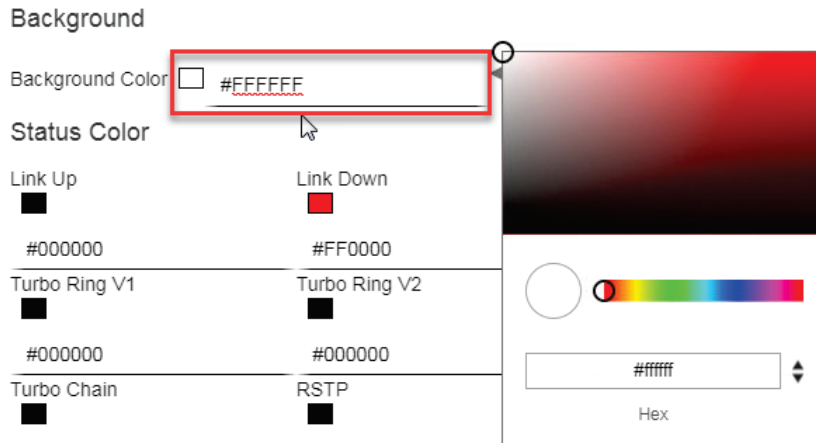 Background
Background Color #FFFFFF
Status Color
Link Up Link Down
#000000 #FF0000
Turbo Ring V1 Turbo Ring V2
#000000 #000000
Turbo Chain RSTP
#ffffff
Hex